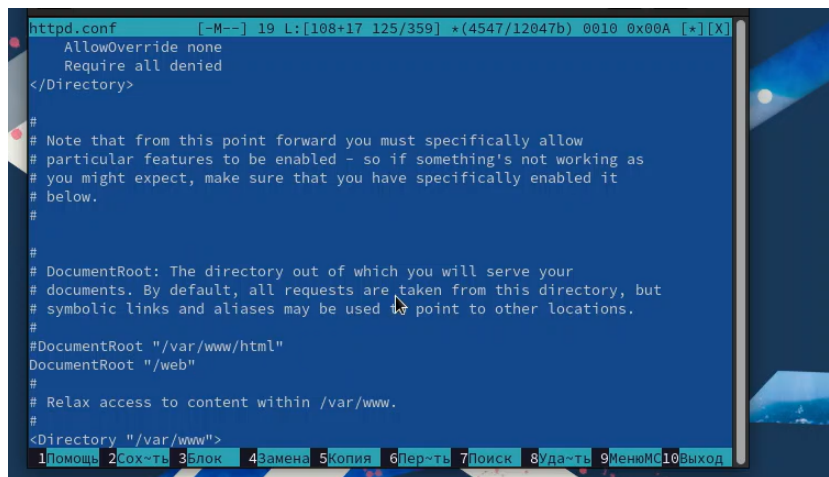 httpd.conf [-M--] 19 L:[108+17 125/359] *(4547/12047b) 0010 0x00A [*][X]
AllowOverride none
Require all denied
</Directory>
#
# Note that from this point forward you must specifically allow
# particular features to be enabled - so if something's not working as
# you might expect, make sure that you have specifically enabled it
# below.
#
#
# DocumentRoot: The directory out of which you will serve your
# documents. By default, all requests are taken from this directory, but
# symbolic links and aliases may be used to point to other locations.
#
#DocumentRoot "/var/www/html"
DocumentRoot "/web"
#
# Relax access to content within /var/www.
#
<Directory "/var/www">
1Помощь 2Сох~ть 3Блок 4Замена 5Копия 6Пер~ть 7Поиск 8Уда~ть 9МенюMC 10Выход